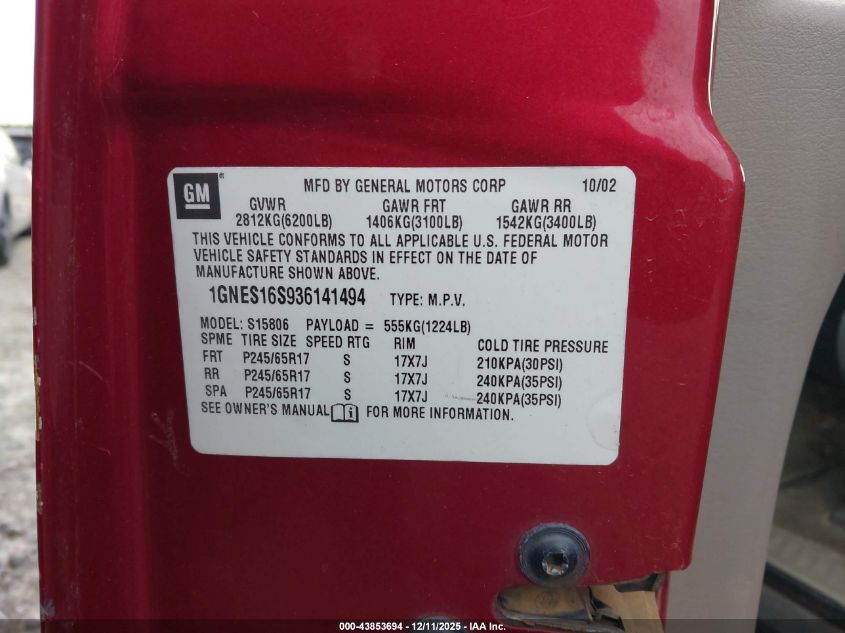 GM ® MFD BY GENERAL MOTORS CORP 10/02
GVWR GAWR FRT GAWR RR
2812KG(6200LB) 1406KG(3100LB) 1542KG(3400LB)
THIS VEHICLE CONFORMS TO ALL APPLICABLE U.S. FEDERAL MOTOR
VEHICLE SAFETY STANDARDS IN EFFECT ON THE DATE OF
MANUFACTURE SHOWN ABOVE.
1GNES16S936141494 TYPE: M.P.V.
MODEL: S15806 PAYLOAD = 555KG(1224LB)
SPME TIRE SIZE SPEED RTG RIM COLD TIRE PRESSURE
FRT P245/65R17 S 17X7J 210KPA(30PSI)
RR P245/65R17 S 17X7J 240KPA(35PSI)
SPA P245/65R17 S 17X7J 240KPA(35PSI)
SEE OWNER'S MANUAL i FOR MORE INFORMATION.
000-43853694 - 12/11/2025 - IAA Inc.